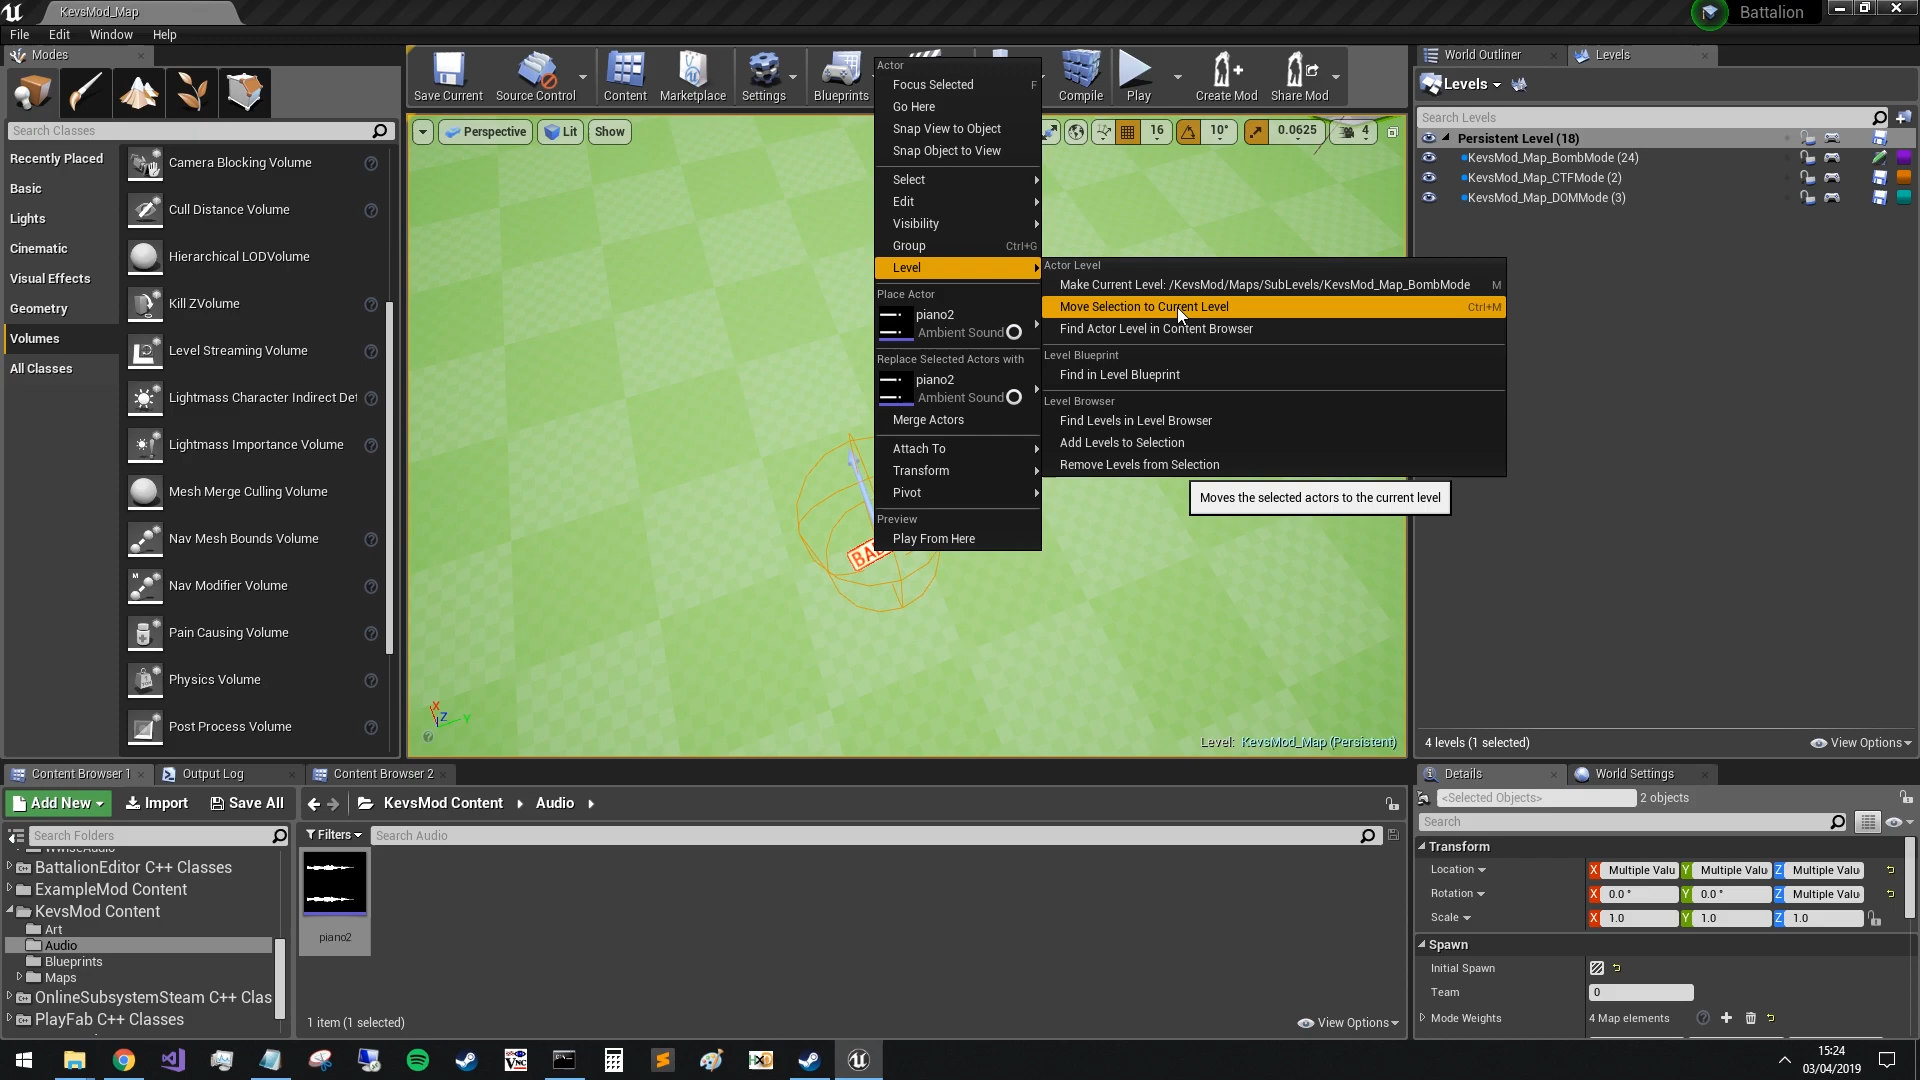 KevsMod_Map
Battalion
File Edit Window Help
Modes
Search Classes
Recently Placed
Basic
Lights
Cinematic
Visual Effects
Geometry
Volumes
All Classes
Camera Blocking Volume
Cull Distance Volume
Hierarchical LODVolume
Kill ZVolume
Level Streaming Volume
Lightmass Character Indirect Det
Lightmass Importance Volume
Mesh Merge Culling Volume
Nav Mesh Bounds Volume
Nav Modifier Volume
Pain Causing Volume
Physics Volume
Post Process Volume
Save Current Source Control Content Marketplace Settings Blueprints Compile Play Create Mod Share Mod
Perspective Lit Show 16 10° 0.0625 4
Actor
Focus Selected F
Go Here
Snap View to Object
Snap Object to View
Select
Edit
Visibility
Group Ctrl+G
Level
Place Actor
piano2
Ambient Sound
Replace Selected Actors with
piano2
Ambient Sound
Merge Actors
Attach To
Transform
Pivot
Preview
Play From Here
Actor Level
Make Current Level: /KevsMod/Maps/SubLevels/KevsMod_Map_BombMode M
Move Selection to Current Level Ctrl+M
Find Actor Level in Content Browser
Level Blueprint
Find in Level Blueprint
Level Browser
Find Levels in Level Browser
Add Levels to Selection
Remove Levels from Selection
Moves the selected actors to the current level
X Z Y
Level: KevsMod_Map (Persistent)
World Outliner Levels
Levels
Search Levels
Persistent Level (18)
KevsMod_Map_BombMode (24)
KevsMod_Map_CTFMode (2)
KevsMod_Map_DOMMode (3)
4 levels (1 selected) View Options
Content Browser 1 Output Log Content Browser 2
Add New Import Save All KevsMod Content Audio
Search Folders
Filters Search Audio
BattalionEditor C++ Classes
ExampleMod Content
KevsMod Content
Art
Audio
Blueprints
Maps
OnlineSubsystemSteam C++ Clas
PlayFab C++ Classes
piano2
1 item (1 selected) View Options
Details World Settings
<Selected Objects> 2 objects
Search
Transform
Location X Multiple Valu Y Multiple Valu Z Multiple Valu
Rotation X 0.0 ° Y 0.0 ° Z Multiple Valu
Scale X 1.0 Y 1.0 Z 1.0
Spawn
Initial Spawn
Team 0
Mode Weights 4 Map elements
15:24
03/04/2019